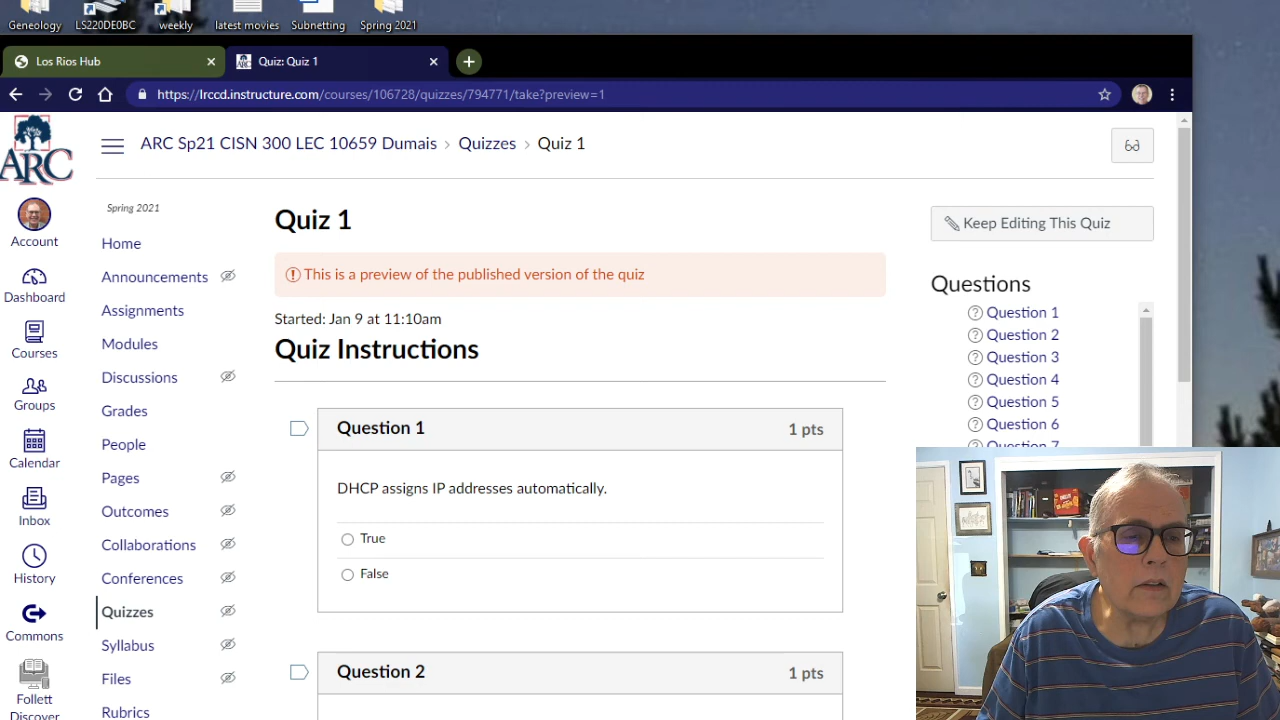 Geneology
LS220DE0BC
weekly
latest movies
Subnetting
Spring 2021
Los Rios Hub
Quiz: Quiz 1
https://lrccd.instructure.com/courses/106728/quizzes/794771/take?preview=1
ARC
ARC Sp21 CISN 300 LEC 10659 Dumais › Quizzes › Quiz 1
Account
Dashboard
Courses
Groups
Calendar
Inbox
History
Commons
Follett
Discover
Spring 2021
Home
Announcements
Assignments
Modules
Discussions
Grades
People
Pages
Outcomes
Collaborations
Conferences
Quizzes
Syllabus
Files
Rubrics
Quiz 1
This is a preview of the published version of the quiz
Started: Jan 9 at 11:10am
Quiz Instructions
Question 1
1 pts
DHCP assigns IP addresses automatically.
True
False
Question 2
1 pts
Keep Editing This Quiz
Questions
Question 1
Question 2
Question 3
Question 4
Question 5
Question 6
Question 7